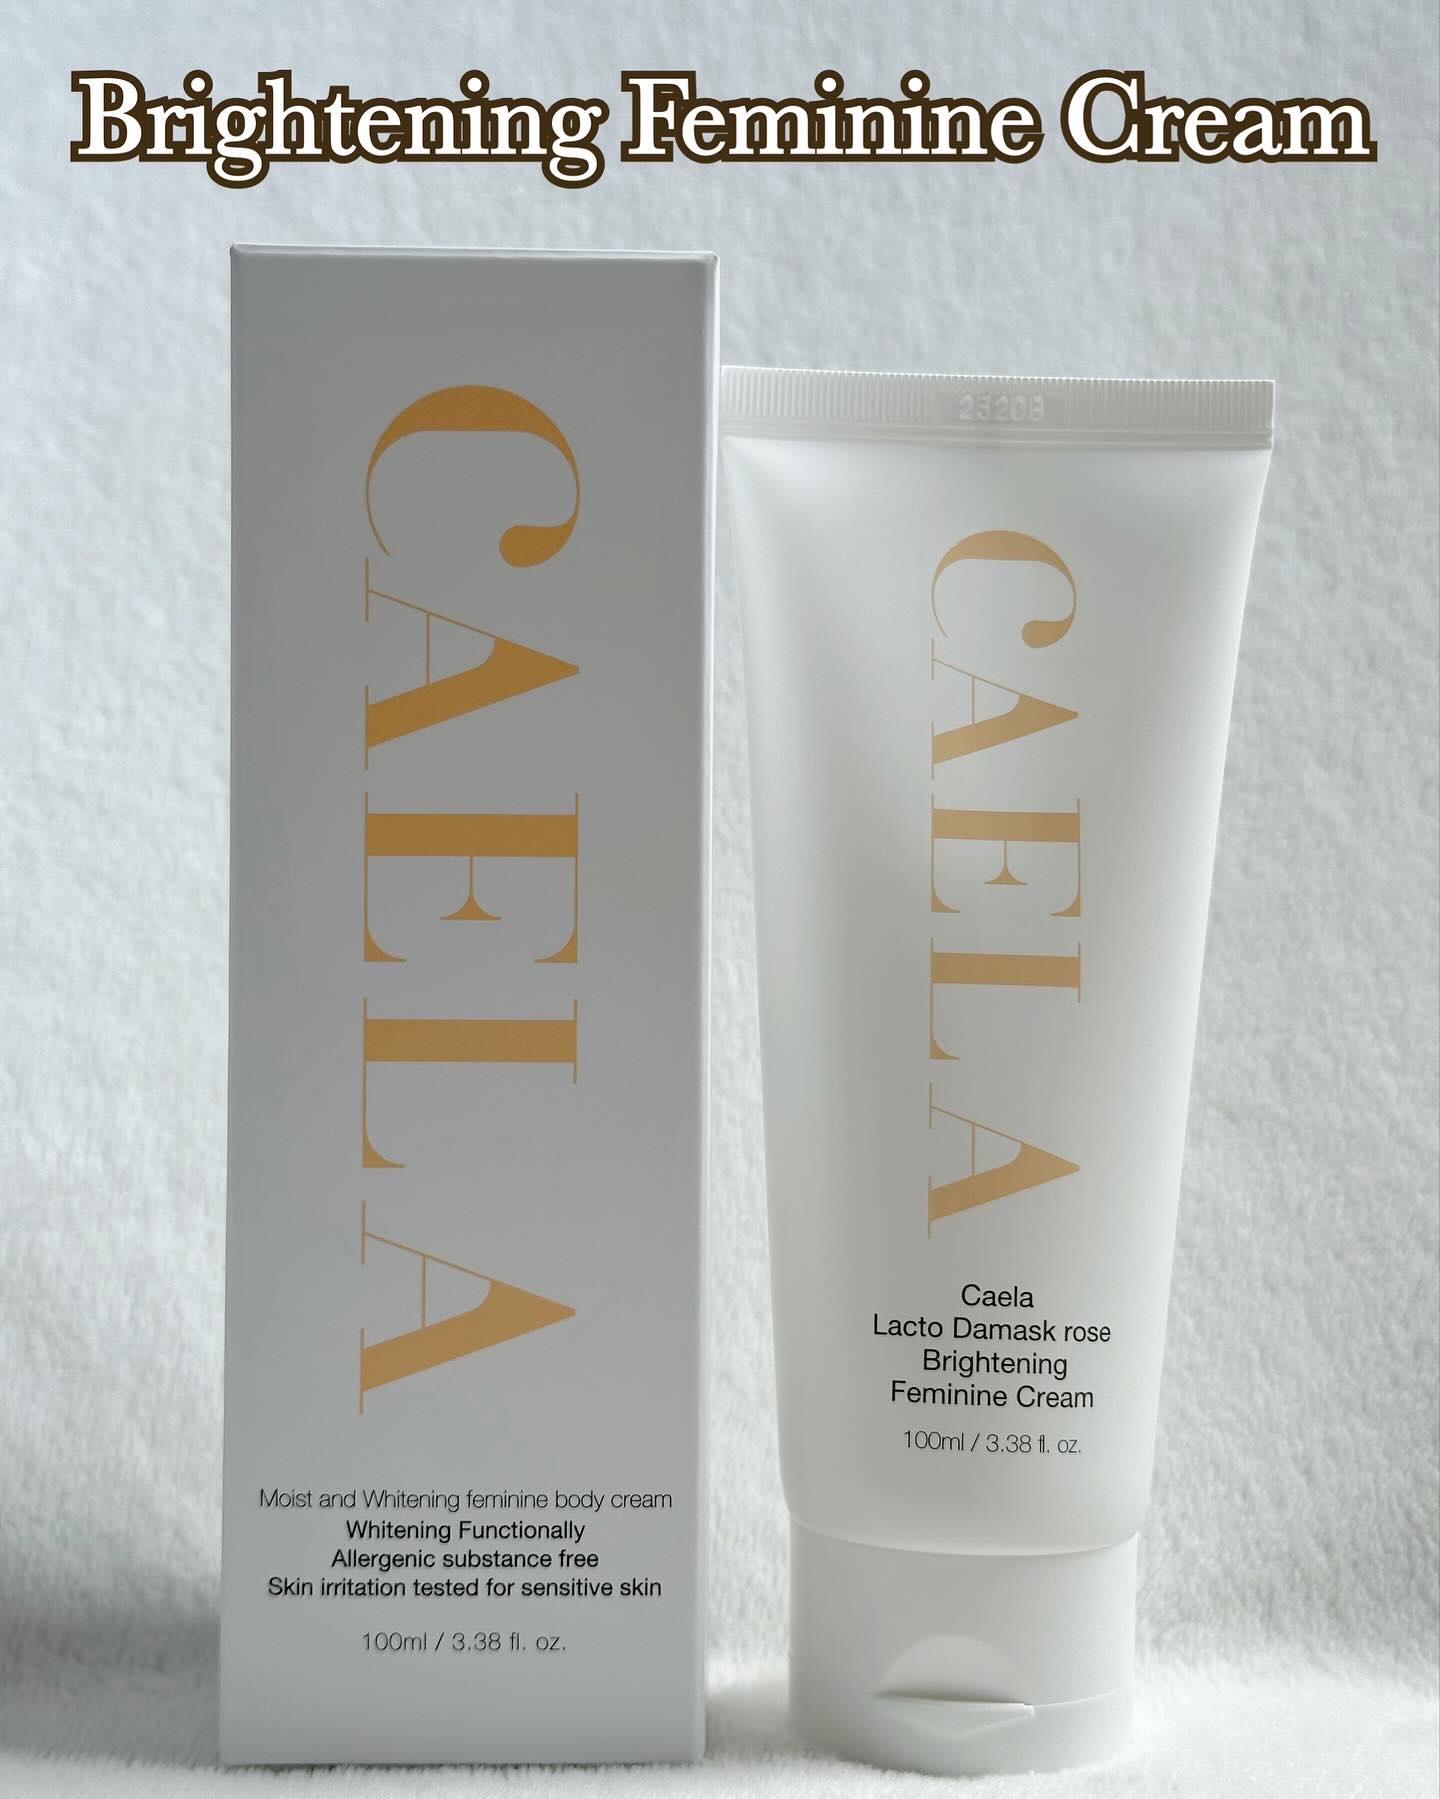 Brightening Feminine Cream
CAELA
Moist and Whitening feminine body cream
Whitening Functionally
Allergenic substance free
Skin irritation tested for sensitive skin
100ml / 3.38 fl. oz.
CAELA
Caela
Lacto Damask rose
Brightening
Feminine Cream
100ml / 3.38 fl. oz.